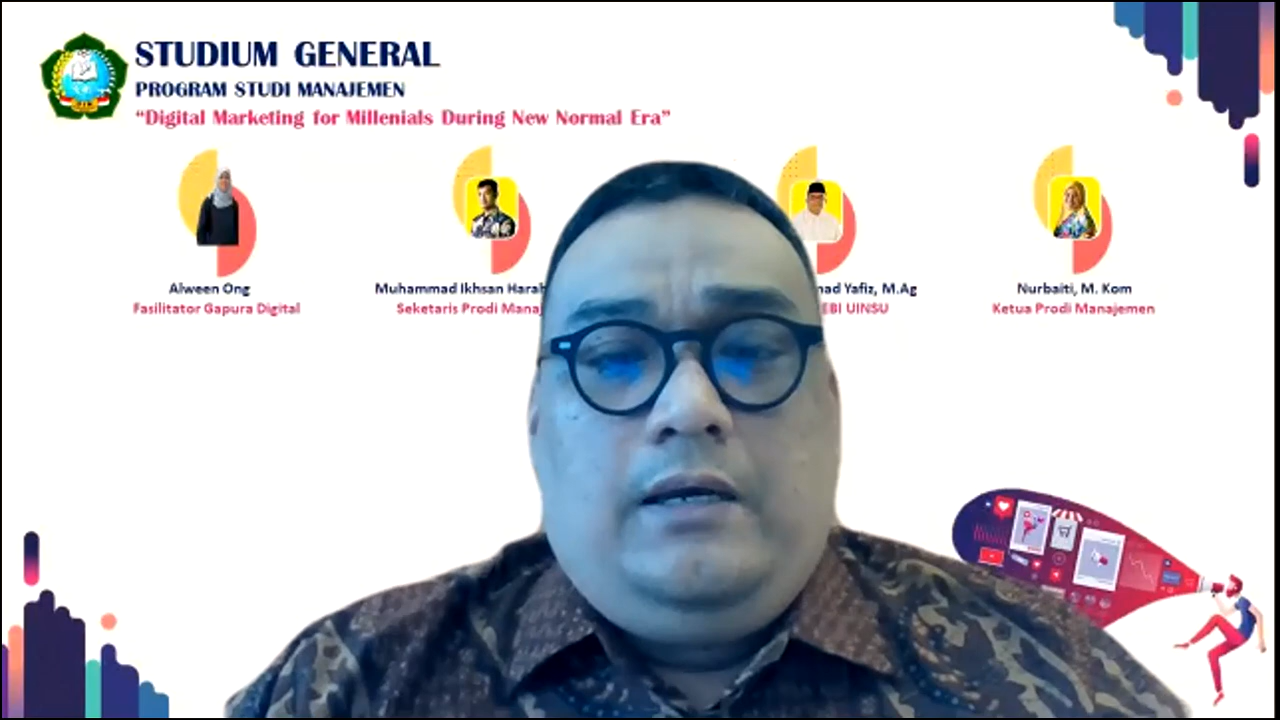 STUDIUM GENERAL
PROGRAM STUDI MANAJEMEN
“Digital Marketing for Millenials During New Normal Era”
Alween Ong
Fasilitator Gapura Digital
Muhammad Ikhsan Harah
Seketaris Prodi Manaj
mad Yafiz, M.Ag
EBI UINSU
Nurbaiti, M. Kom
Ketua Prodi Manajemen